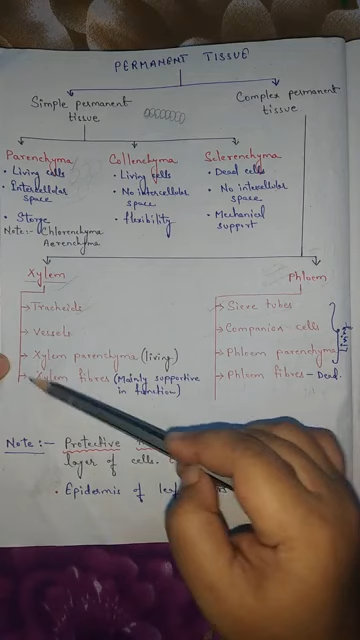 PERMANENT TISSUE
Simple permanent
tissue
Complex permanent
tissue
Parenchyma
• Living cells
• Intercellular
space
• Storge
Note:- Chlorenchyma
Aerenchyma
Collenchyma
• Living cells
• No intercellular
space
• flexibility
Sclerenchyma
• Dead cells
• No intercellular
space
• Mechanical
support
Xylem
→ Tracheids
→ Vessels
→ Xylem parenchyma (living)
→ Xylem fibres (Mainly supportive
in function)
Phloem
→ Sieve tubes
→ Companion cells
→ Phloem parenchyma
→ Phloem fibres - Dead.
living
Note:- Protective
layer of cells.
• Epidermis of leaf